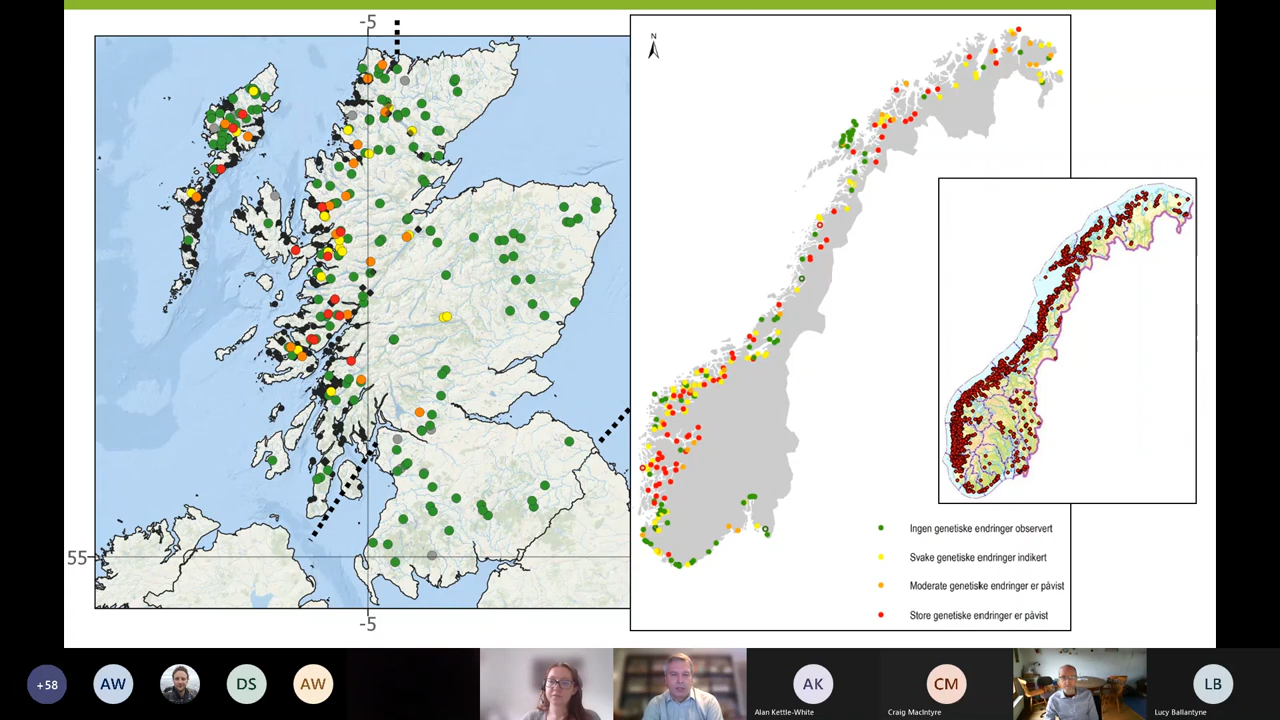 -5
55
-5
N
Ingen genetiske endringer observert
Svake genetiske endringer indikert
Moderate genetiske endringer er påvist
Store genetiske endringer er påvist
+58
AW
DS
AW
AK
Alan Kettle-White
CM
Craig MacIntyre
LB
Lucy Ballantyne